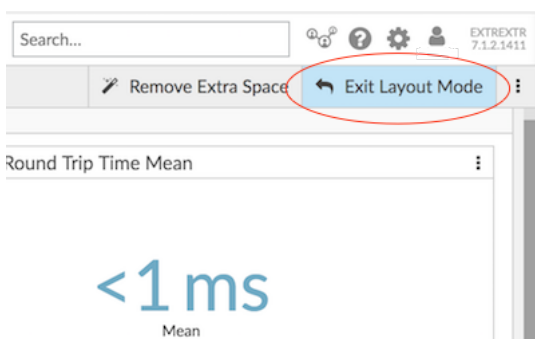 Search...
EXTREXTR
7.1.2.1411
Remove Extra Space
Exit Layout Mode
Round Trip Time Mean
<1 ms
Mean